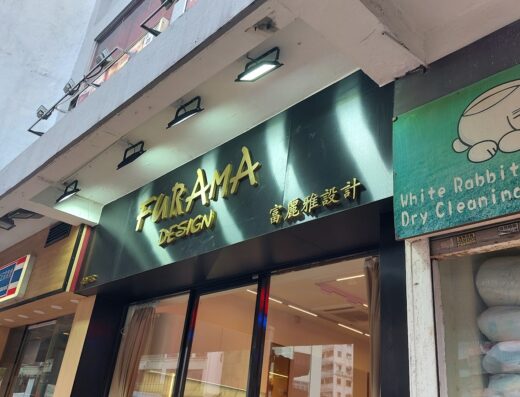 FURAMA
DESIGN
富麗雅設計
White Rabbit
Dry Cleaning